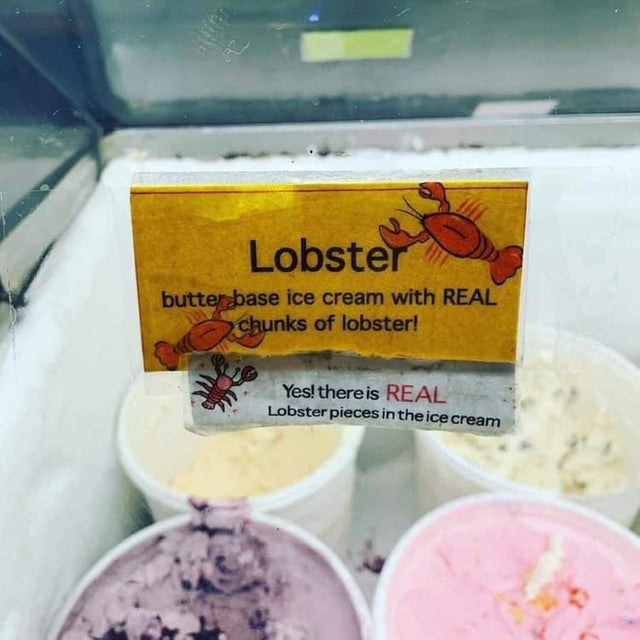 Lobster
butter base ice cream with REAL
chunks of lobster!
Yes! there is REAL
Lobster pieces in the ice cream